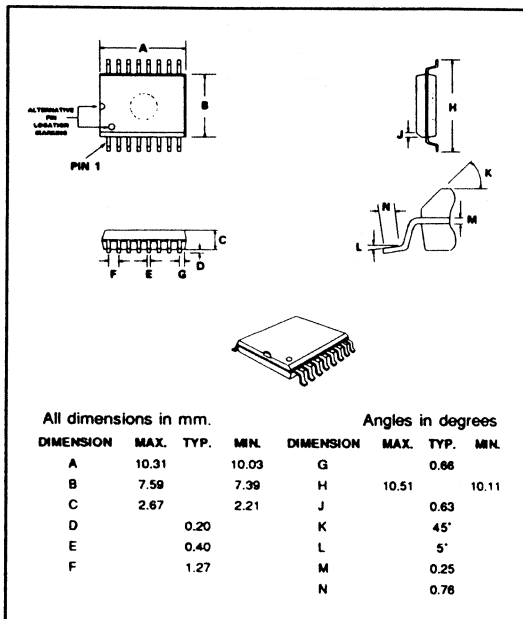 A
B
ALTERNATIVE
PIN
LOCATION
MARKING
PIN 1
H
J
K
N
M
L
C
D
F E G
All dimensions in mm. Angles in degrees
DIMENSION MAX. TYP. MIN. DIMENSION MAX. TYP. MIN.
A 10.31 10.03 G 0.66
B 7.59 7.39 H 10.51 10.11
C 2.67 2.21 J 0.63
D 0.20 K 45°
E 0.40 L 5°
F 1.27 M 0.25
N 0.76